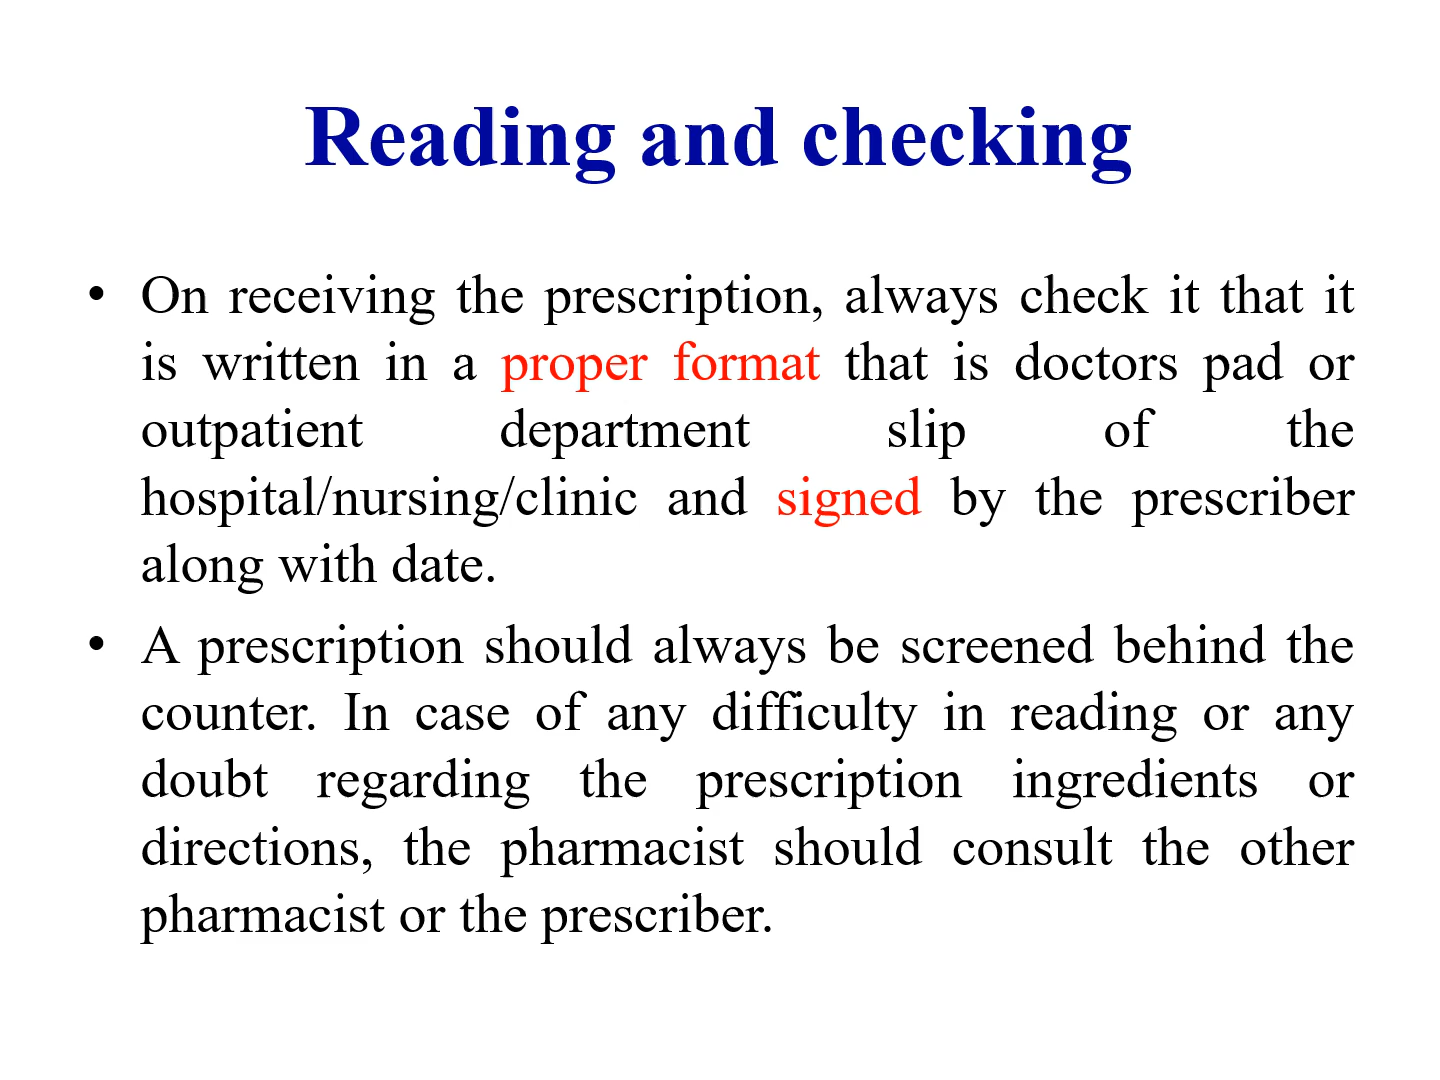 Reading and checking
• On receiving the prescription, always check it that it
is written in a proper format that is doctors pad or
outpatient department slip of the
hospital/nursing/clinic and signed by the prescriber
along with date.
• A prescription should always be screened behind the
counter. In case of any difficulty in reading or any
doubt regarding the prescription ingredients or
directions, the pharmacist should consult the other
pharmacist or the prescriber.